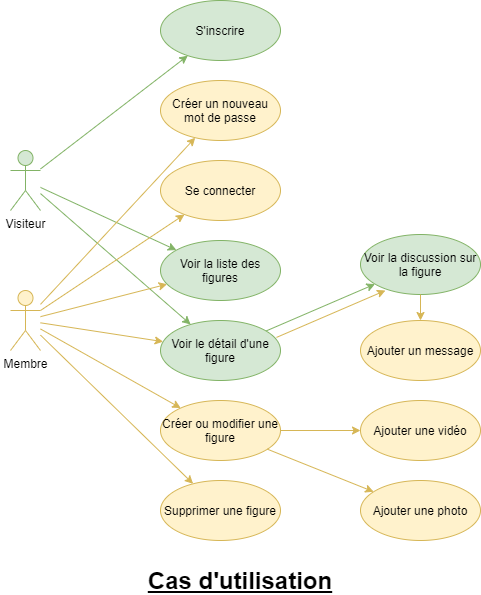 S'inscrire
Créer un nouveau
mot de passe
Se connecter
Visiteur
Voir la liste des
figures
Voir la discussion sur
la figure
Membre
Voir le détail d'une
figure
Ajouter un message
Créer ou modifier une
figure
Ajouter une vidéo
Supprimer une figure
Ajouter une photo
Cas d'utilisation